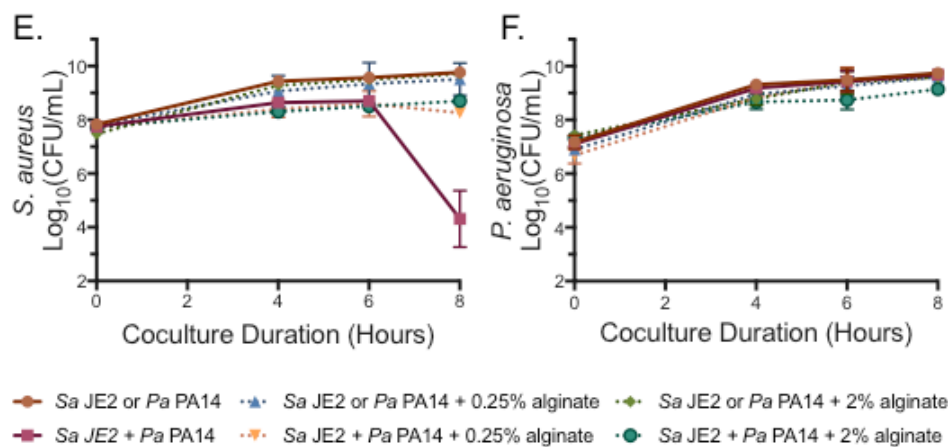 E.
S. aureus
Log10(CFU/mL)
10
8
6
4
2
0 2 4 6 8
Coculture Duration (Hours)
F.
P. aeruginosa
Log10(CFU/mL)
10
8
6
4
2
0 2 4 6 8
Coculture Duration (Hours)
Sa JE2 or Pa PA14
Sa JE2 or Pa PA14 + 0.25% alginate
Sa JE2 or Pa PA14 + 2% alginate
Sa JE2 + Pa PA14
Sa JE2 + Pa PA14 + 0.25% alginate
Sa JE2 + Pa PA14 + 2% alginate